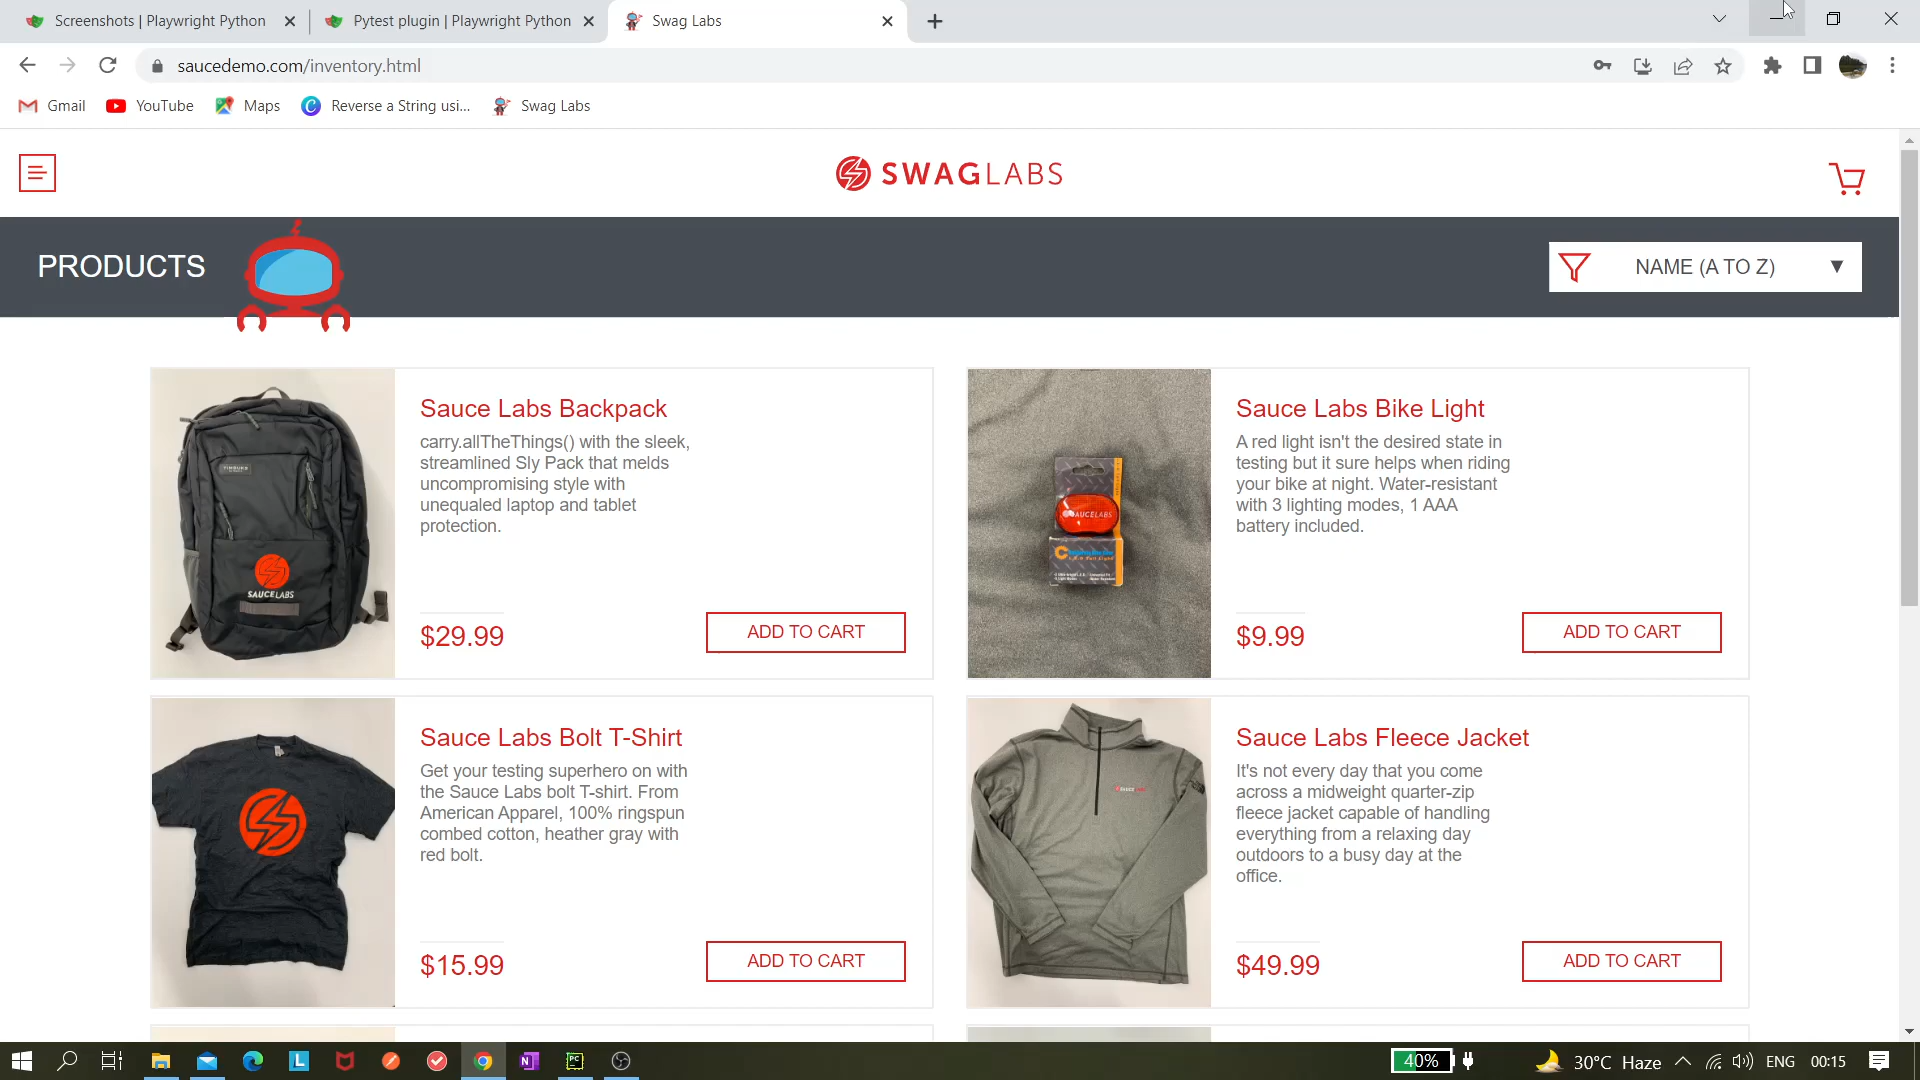 Screenshots | Playwright Python
Pytest plugin | Playwright Python
Swag Labs
saucedemo.com/inventory.html
Gmail
YouTube
Maps
Reverse a String usi...
Swag Labs
SWAGLABS
PRODUCTS
NAME (A TO Z)
Sauce Labs Backpack
carry.allTheThings() with the sleek,
streamlined Sly Pack that melds
uncompromising style with
unequaled laptop and tablet
protection.
SAUCELABS
$29.99
ADD TO CART
Sauce Labs Bike Light
A red light isn't the desired state in
testing but it sure helps when riding
your bike at night. Water-resistant
with 3 lighting modes, 1 AAA
battery included.
$9.99
ADD TO CART
Sauce Labs Bolt T-Shirt
Get your testing superhero on with
the Sauce Labs bolt T-shirt. From
American Apparel, 100% ringspun
combed cotton, heather gray with
red bolt.
$15.99
ADD TO CART
Sauce Labs Fleece Jacket
It's not every day that you come
across a midweight quarter-zip
fleece jacket capable of handling
everything from a relaxing day
outdoors to a busy day at the
office.
$49.99
ADD TO CART
40%
30°C Haze
ENG
00:15